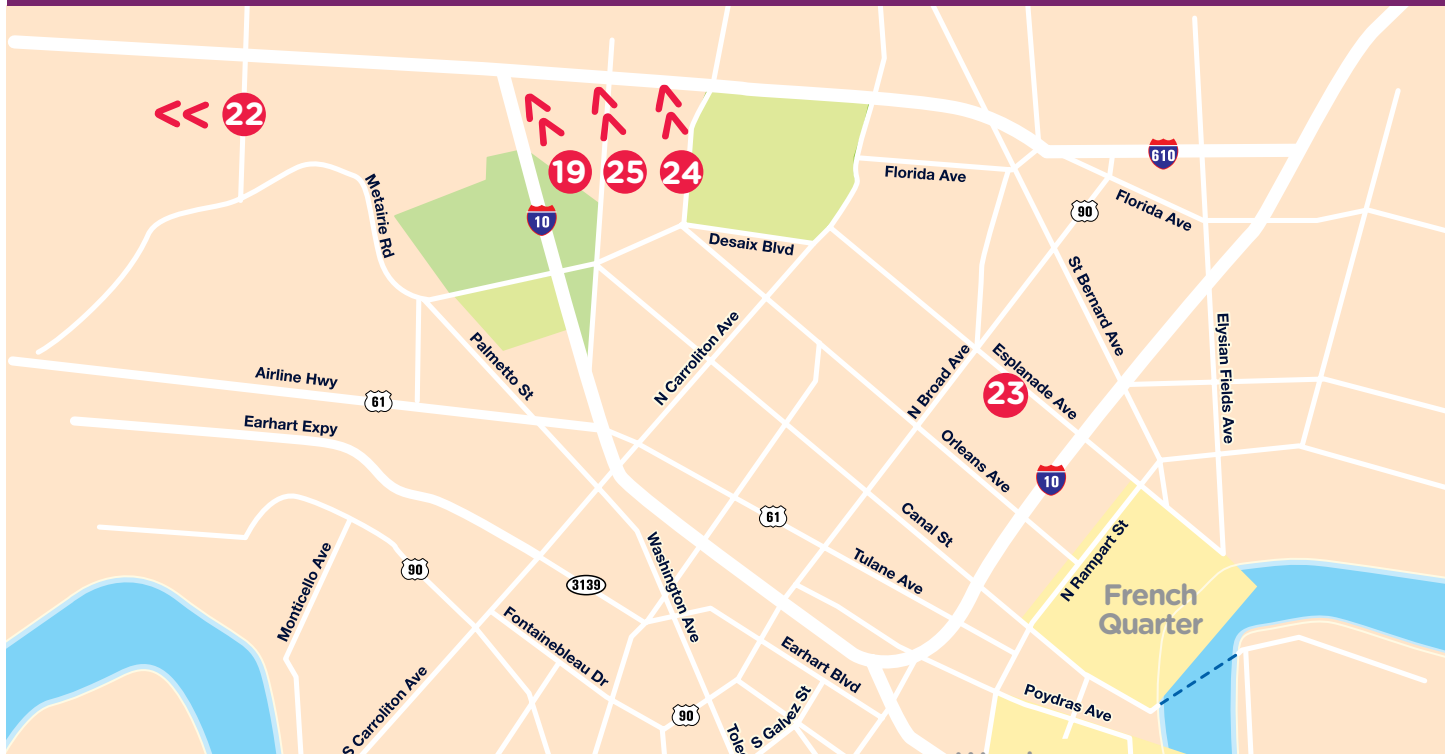 22
19
25
24
610
Florida Ave
Metairie Rd
90
Florida Ave
10
Desaix Blvd
St Bernard Ave
N Carroliton Ave
Elysian Fields Ave
Palmetto St
N Broad Ave
Esplanade Ave
Airline Hwy
61
23
Earhart Expy
Orleans Ave
10
Canal St
61
N Rampart St
Washington Ave
Tulane Ave
Monticello Ave
90
3139
French
Quarter
Fontainebleau Dr
Earhart Blvd
S Carroliton Ave
S Galvez St
Poydras Ave
90